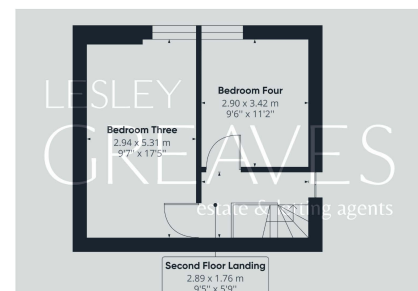 LESLEY
GREAVES
estate & letting agents
Bedroom Three
2.94 x 5.31 m
9'7" x 17'5"
Bedroom Four
2.90 x 3.42 m
9'6" x 11'2"
Second Floor Landing
2.89 x 1.76 m
9'5" x 5'9"